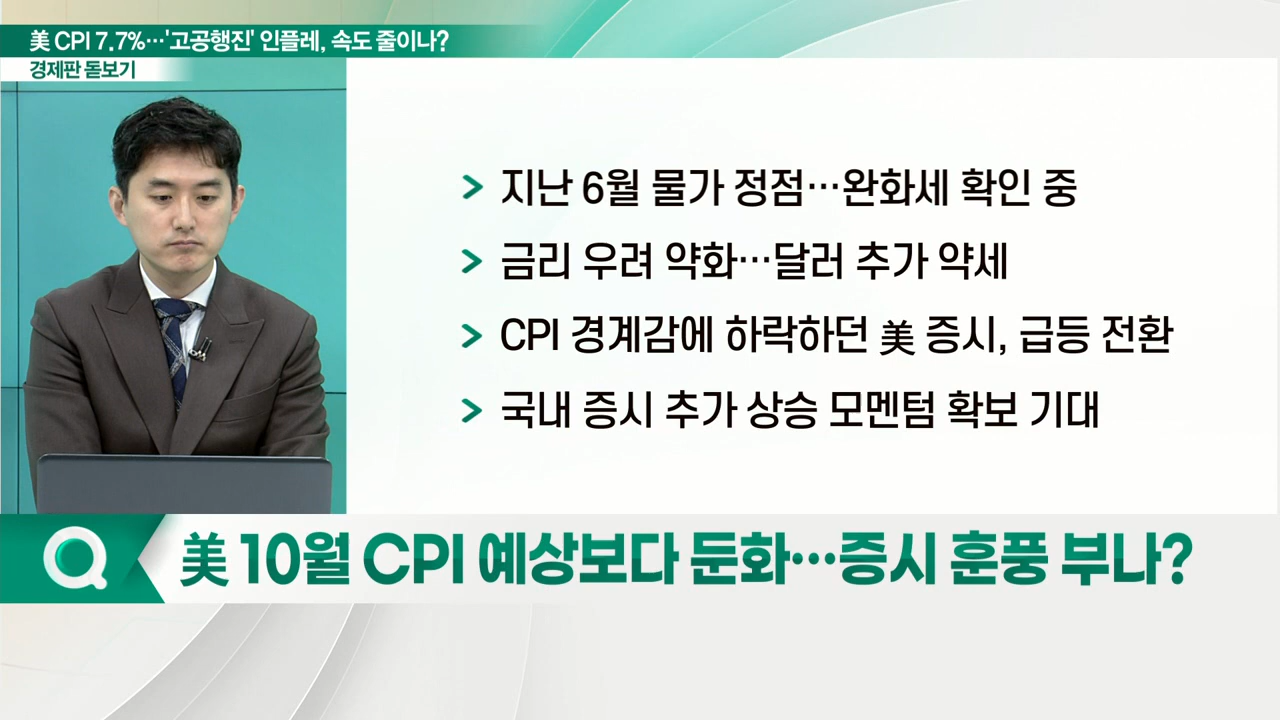 美 CPI 7.7%…'고공행진' 인플레, 속도 줄이나?
경제판 돋보기
> 지난 6월 물가 정점…완화세 확인 중
> 금리 우려 약화…달러 추가 약세
> CPI 경계감에 하락하던 美 증시, 급등 전환
> 국내 증시 추가 상승 모멘텀 확보 기대
美 10월 CPI 예상보다 둔화…증시 훈풍 부나?